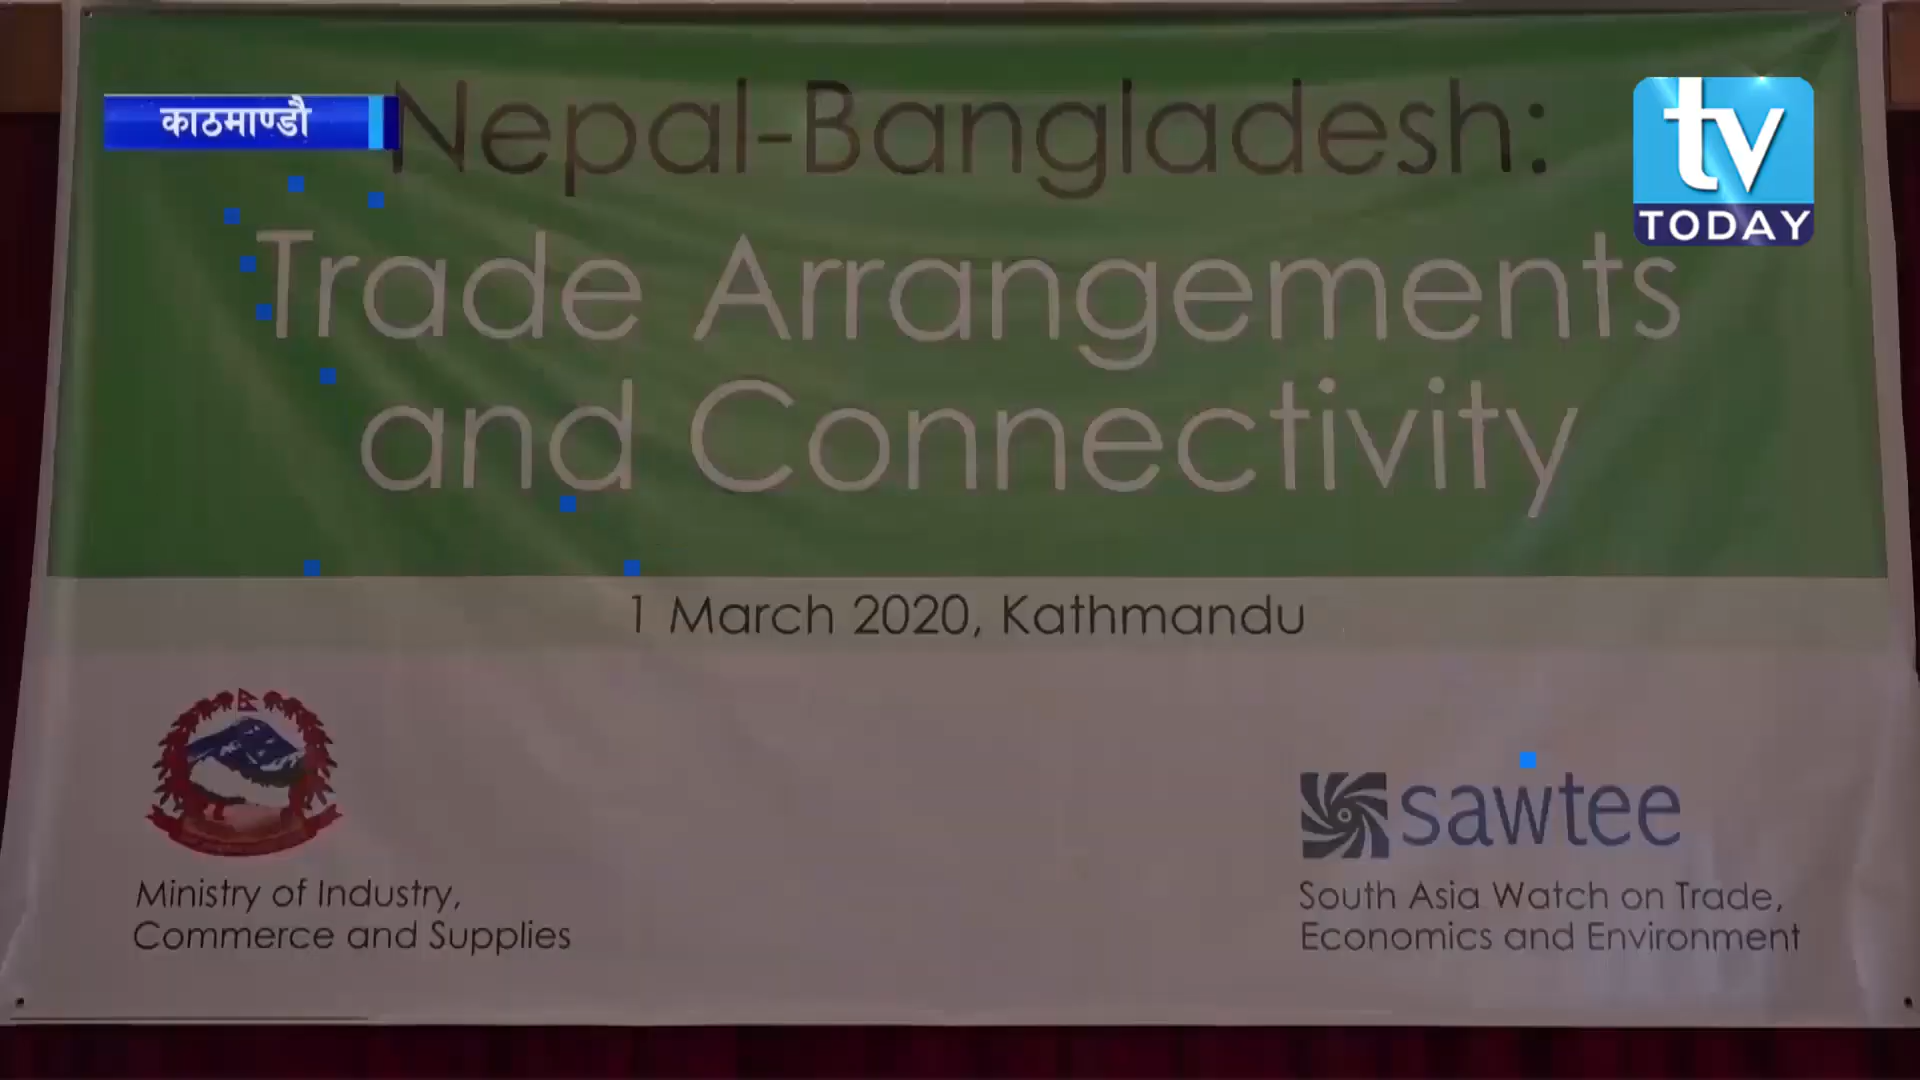 काठमाण्डौ
Nepal-Bangladesh:
tv
TODAY
Trade Arrangements
and Connectivity
1 March 2020, Kathmandu
sawtee
Ministry of Industry,
Commerce and Supplies
South Asia Watch on Trade,
Economics and Environment